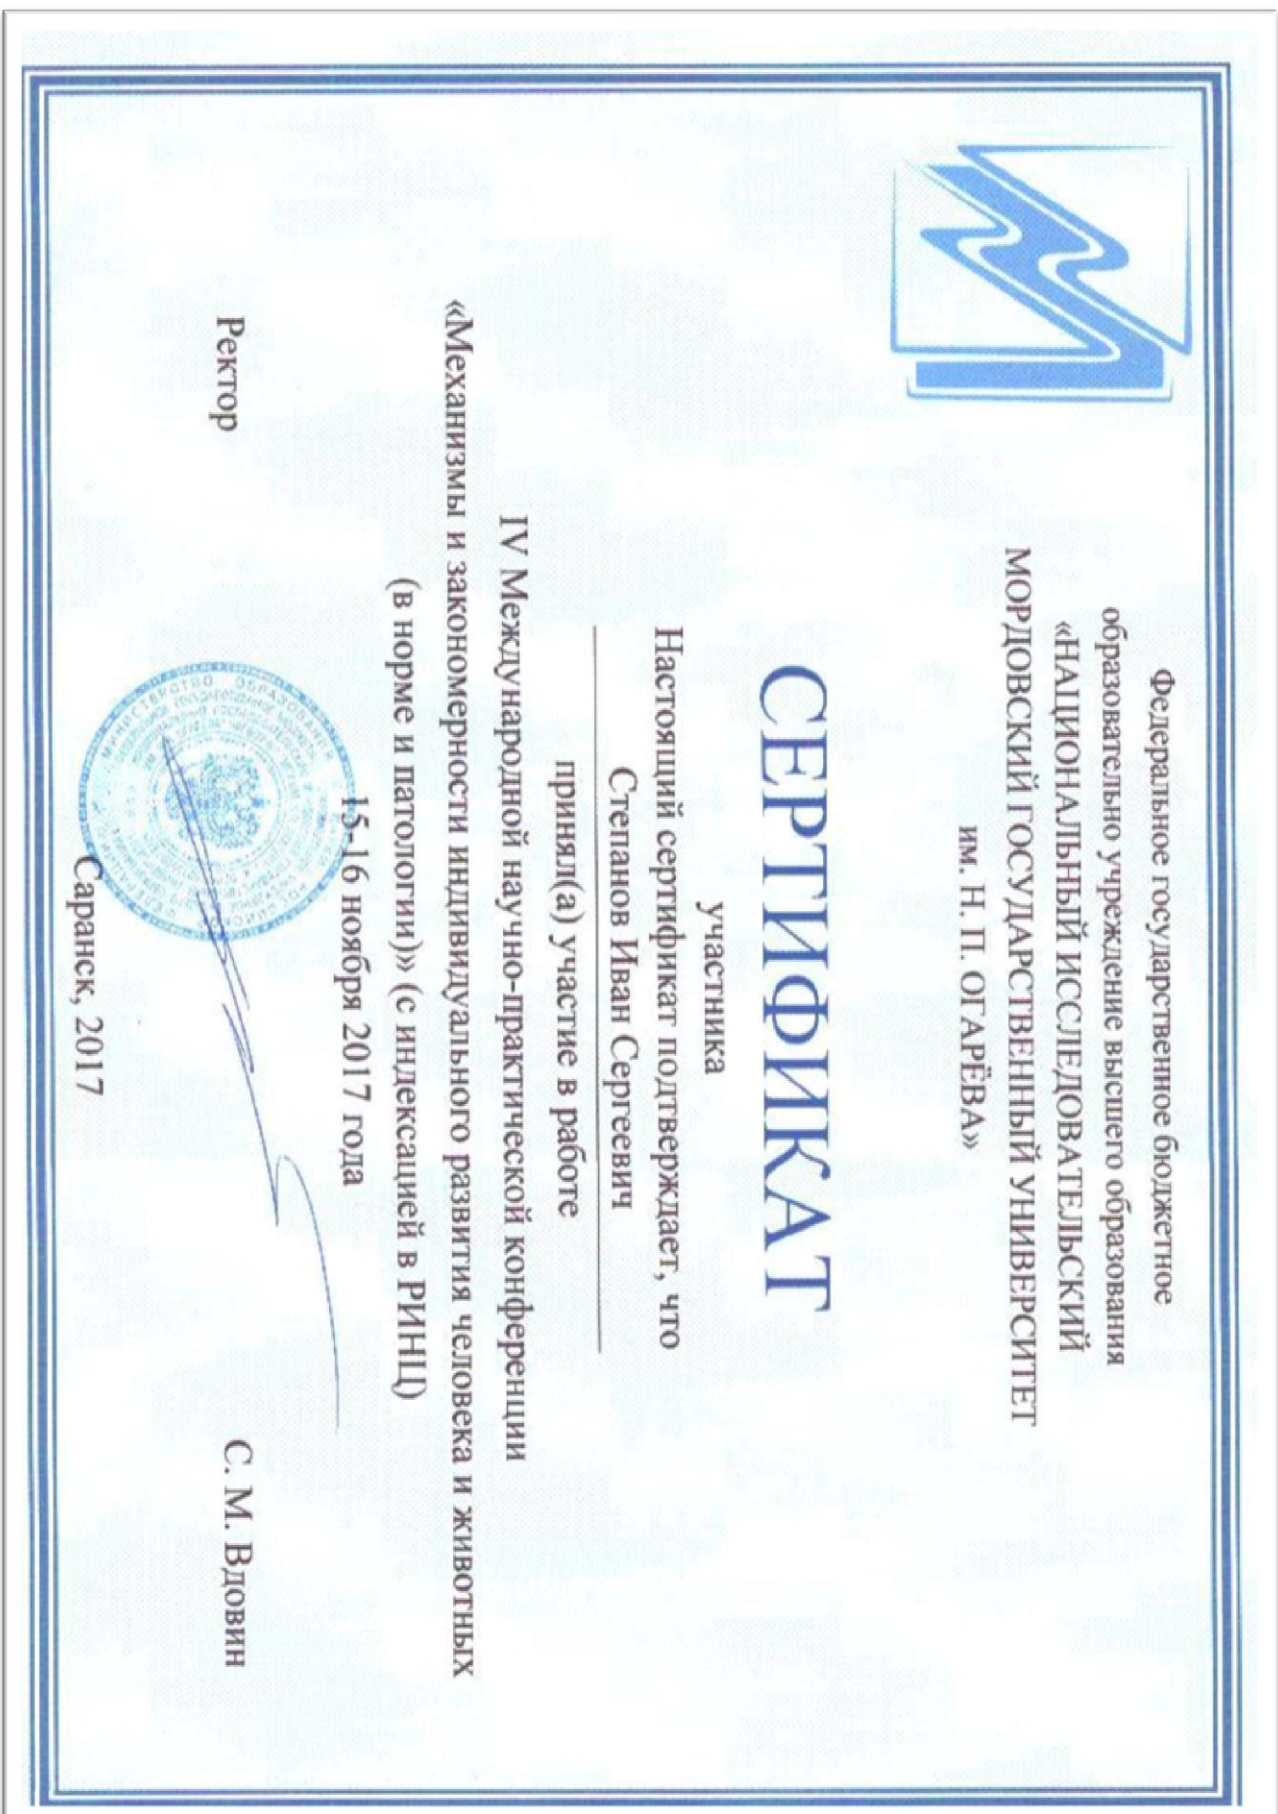 Федеральное государственное бюджетное
образовательно учреждение высшего образования
«НАЦИОНАЛЬНЫЙ ИССЛЕДОВАТЕЛЬСКИЙ
МОРДОВСКИЙ ГОСУДАРСТВЕННЫЙ УНИВЕРСИТЕТ
им. Н. П. ОГАРЁВА»
СЕРТИФИКАТ
участника
Настоящий сертификат подтверждает, что
Степанов Иван Сергеевич
принял(а) участие в работе
IV Международной научно-практической конференции
«Механизмы и закономерности индивидуального развития человека и животных
(в норме и патологии)» (с индексацией в РИНЦ)
15-16 ноября 2017 года
Ректор
С. М. Вдовин
МИНИСТЕРСТВО ОБРАЗОВАНИЯ
Саранск, 2017